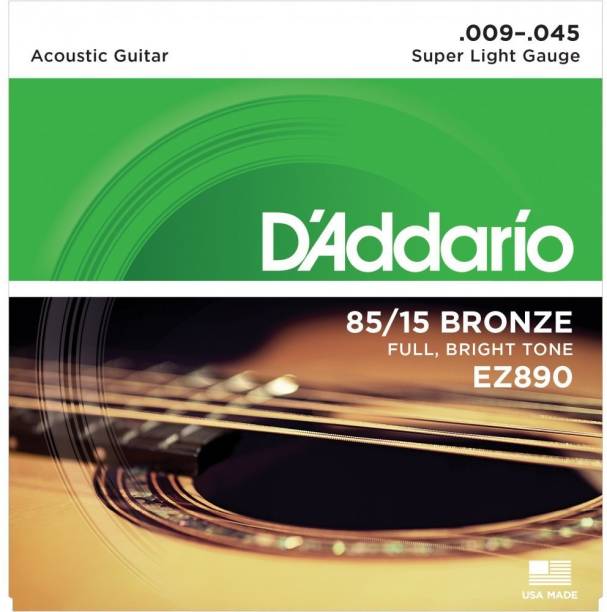 .009–.045
Acoustic Guitar
Super Light Gauge
D'Addario
85/15 BRONZE
FULL, BRIGHT TONE
EZ890
USA MADE